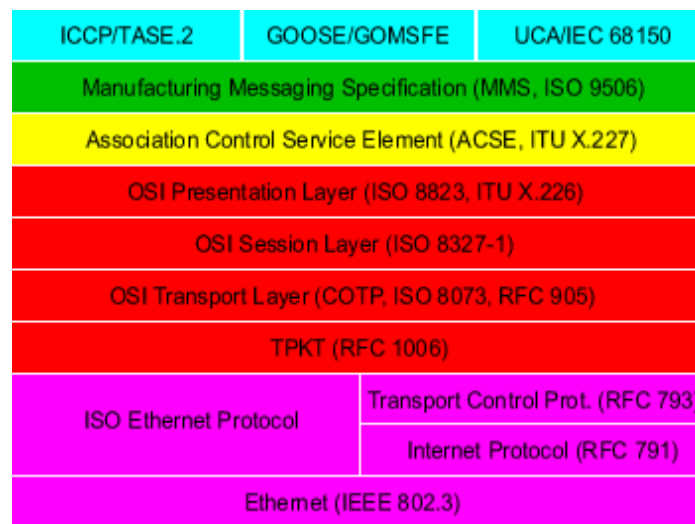 ICCP/TASE.2 GOOSE/GOMSFE UCA/IEC 68150
Manufacturing Messaging Specification (MMS, ISO 9506)
Association Control Service Element (ACSE, ITU X.227)
OSI Presentation Layer (ISO 8823, ITU X.226)
OSI Session Layer (ISO 8327-1)
OSI Transport Layer (COTP, ISO 8073, RFC 905)
TPKT (RFC 1006)
ISO Ethernet Protocol
Transport Control Prot. (RFC 793
Internet Protocol (RFC 791)
Ethernet (IEEE 802.3)